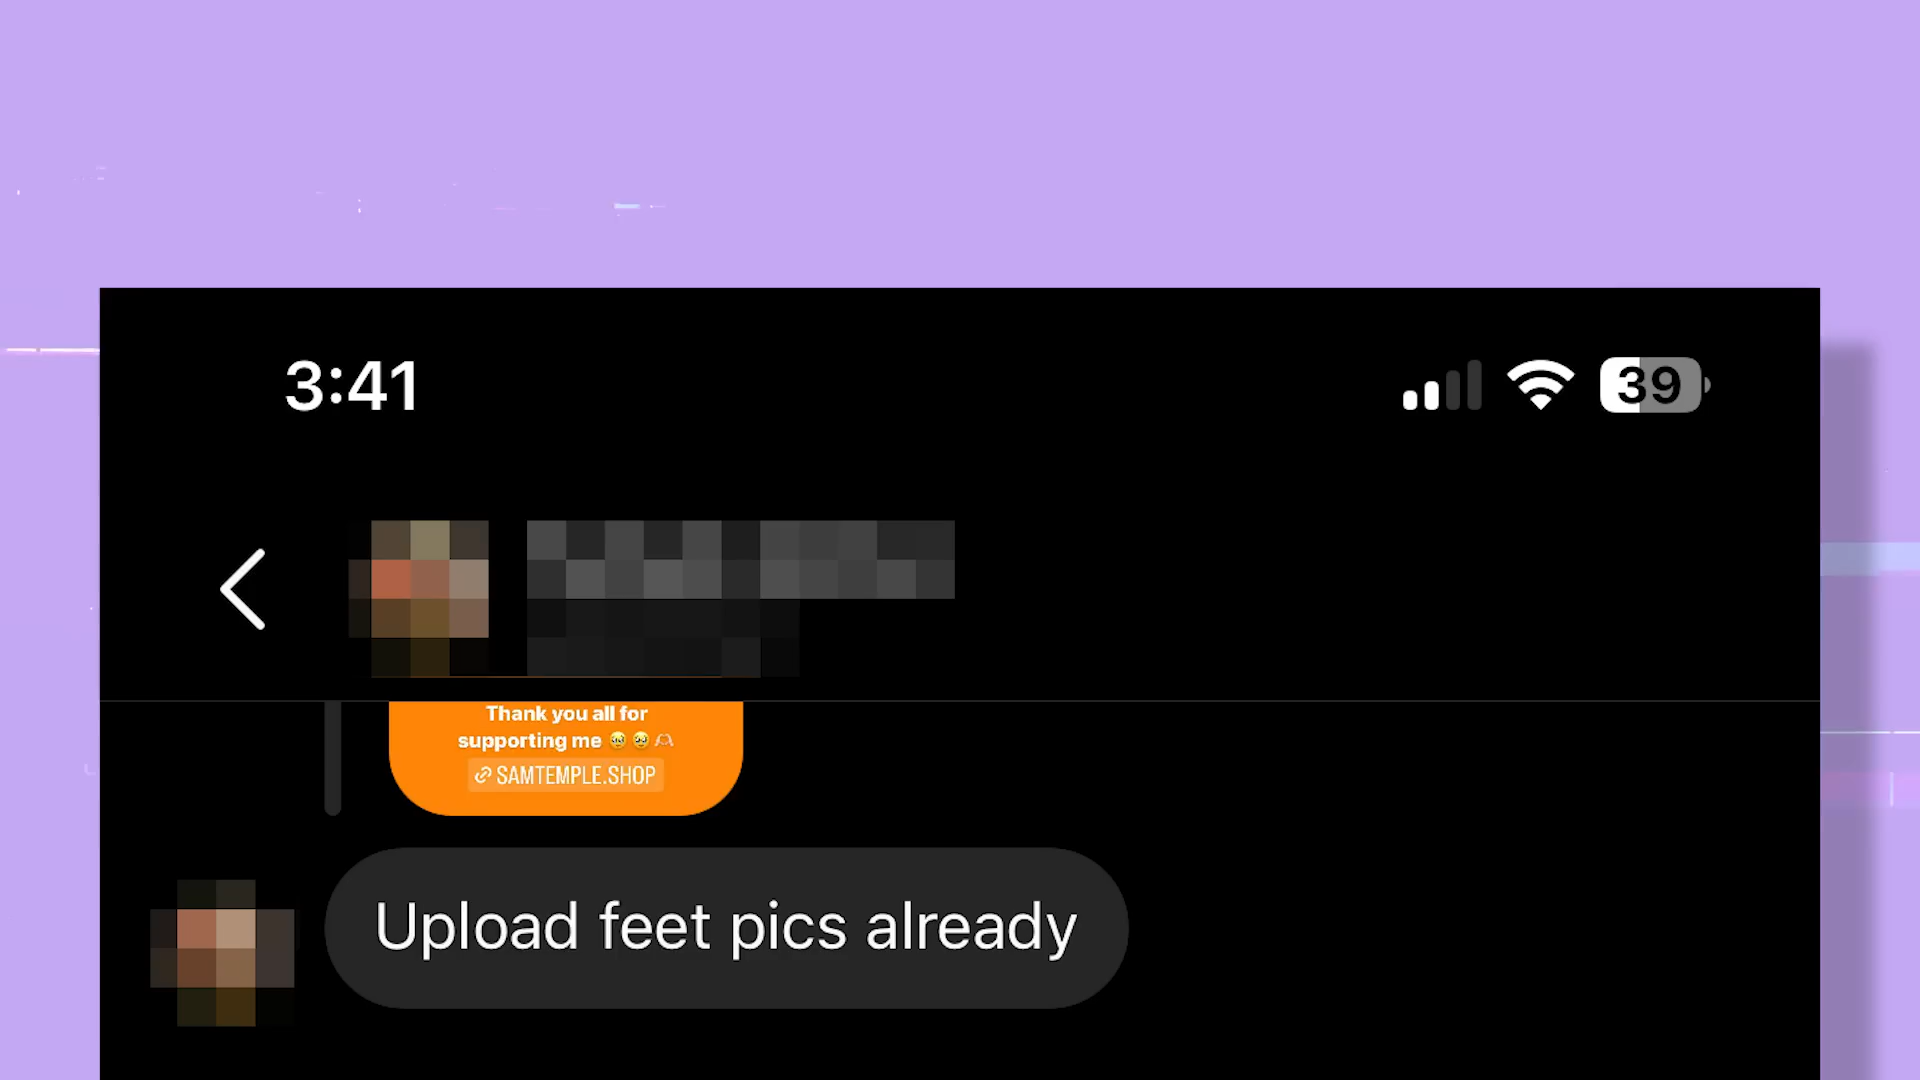 3:41
39
Thank you all for
supporting me 🥹🥹🫶
SAMTEMPLE.SHOP
Upload feet pics already